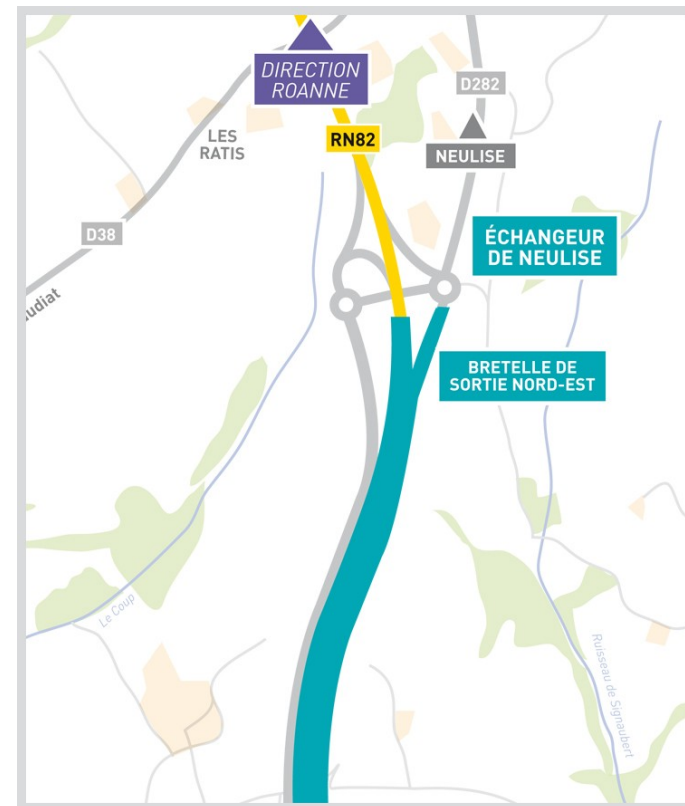 DIRECTION
ROANNE
D282
RN82
LES
RATIS
NEULISE
D38
ÉCHANGEUR
DE NEULISE
udiat
BRETELLE DE
SORTIE NORD-EST
Le Coup
Ruisseau de Signaubert